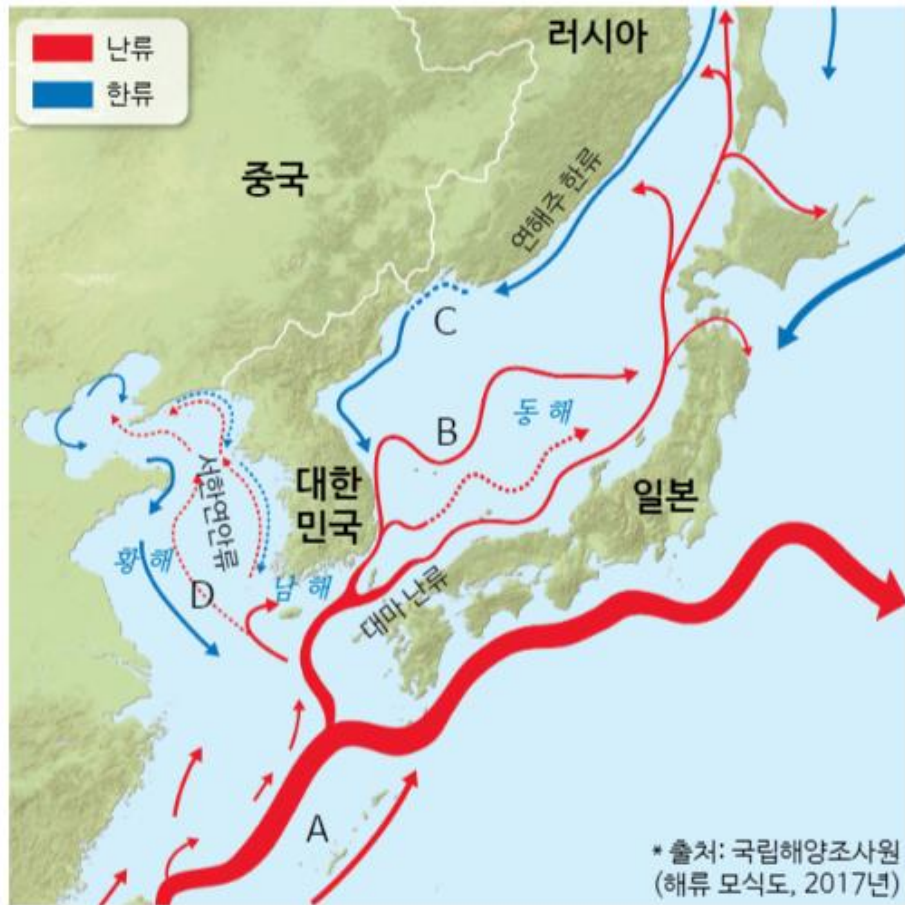 난류
한류
러시아
중국
연해주 한류
C
B
동 해
대한
민국
일본
서한연안류
황 해
D
남 해
대마 난류
A
* 출처: 국립해양조사원
(해류 모식도, 2017년)